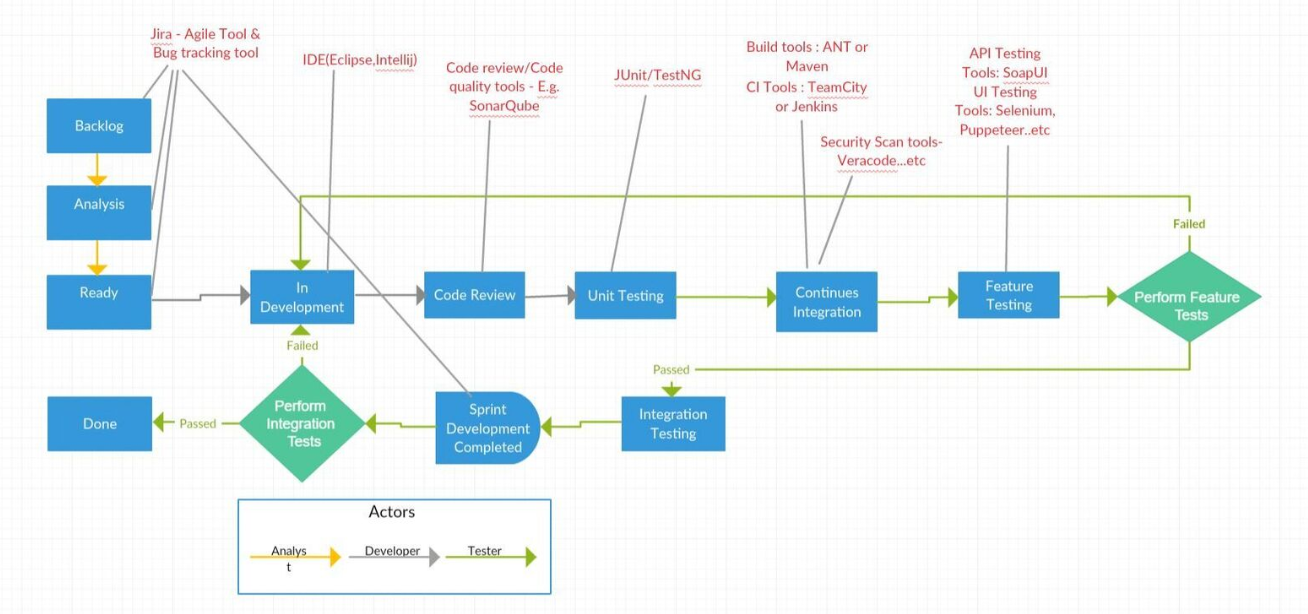 Jira - Agile Tool &
Bug tracking tool
IDE(Eclipse,Intellij)
Code review/Code
quality tools - E.g.
SonarQube
JUnit/TestNG
Build tools : ANT or
Maven
CI Tools : TeamCity
or Jenkins
Security Scan tools-
Veracode...etc
API Testing
Tools: SoapUI
UI Testing
Tools: Selenium,
Puppeteer..etc
Backlog
Analysis
Ready
In
Development
Code Review
Unit Testing
Continues
Integration
Feature
Testing
Failed
Perform Feature
Tests
Passed
Failed
Done
Passed
Perform
Integration
Tests
Sprint
Development
Completed
Integration
Testing
Actors
Analys
t
Developer
Tester